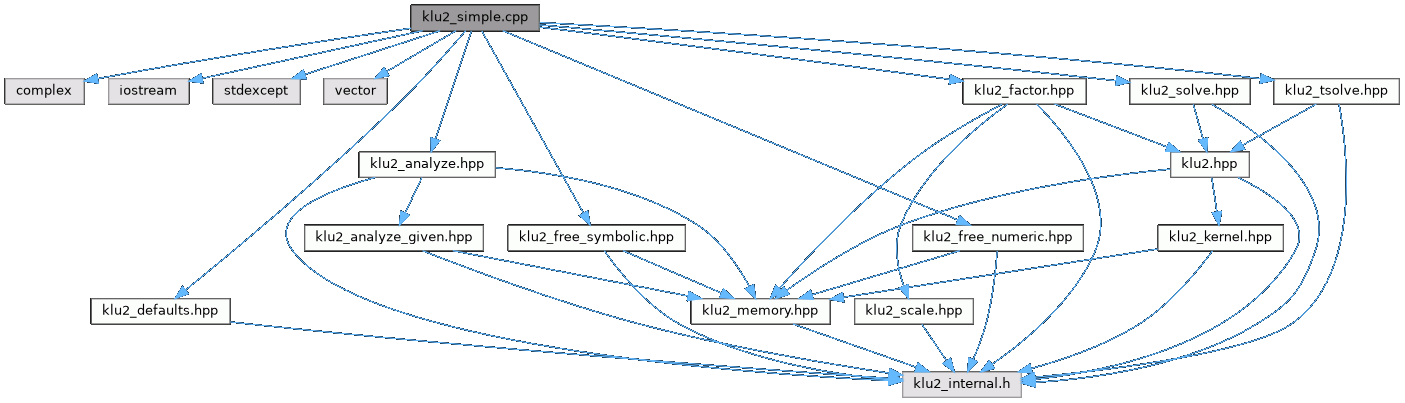 klu2_simple.cpp
complex
iostream
stdexcept
vector
klu2_factor.hpp
klu2_solve.hpp
klu2_tsolve.hpp
klu2_analyze.hpp
klu2.hpp
klu2_analyze_given.hpp
klu2_free_symbolic.hpp
klu2_free_numeric.hpp
klu2_kernel.hpp
klu2_defaults.hpp
klu2_memory.hpp
klu2_scale.hpp
klu2_internal.h